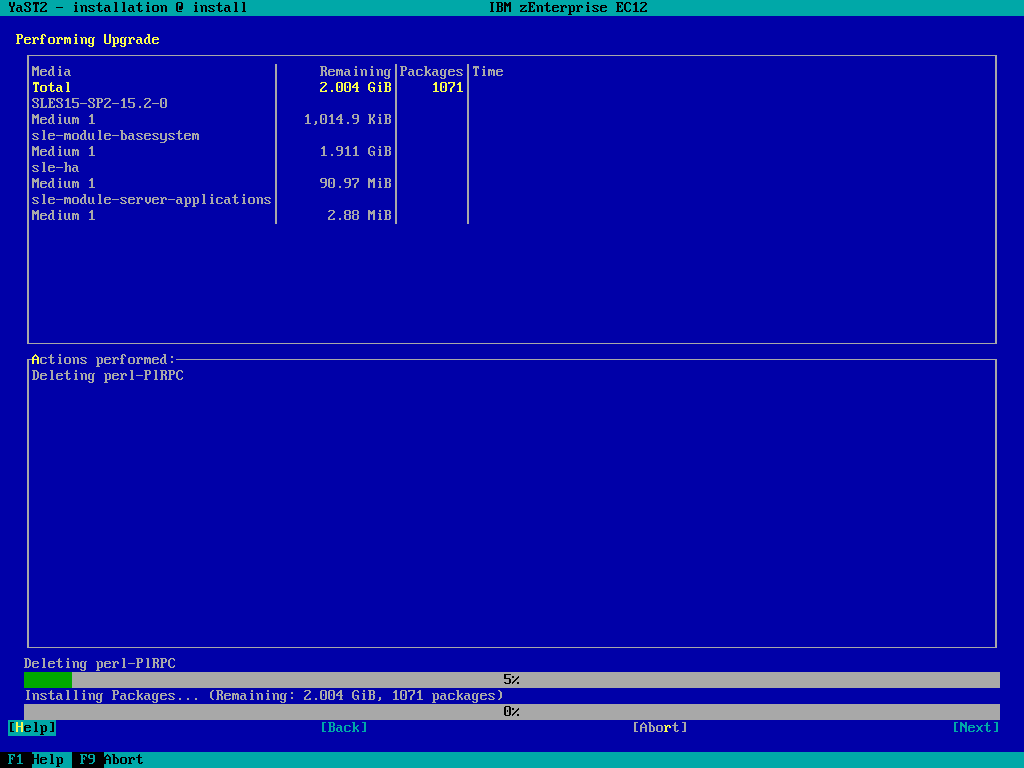 YaST2 - installation @ install IBM zEnterprise EC12
Performing Upgrade
Media Remaining Packages Time
Total 2.004 GiB 1071
SLES15-SP2-15.2-0
Medium 1 1,014.9 KiB
sle-module-basesystem
Medium 1 1.911 GiB
sle-ha
Medium 1 90.97 MiB
sle-module-server-applications
Medium 1 2.88 MiB
Actions performed:
Deleting perl-PlRPC
Deleting perl-PlRPC
5%
Installing Packages... (Remaining: 2.004 GiB, 1071 packages)
0%
[Help] [Back] [Abort] [Next]
F1 Help F9 Abort